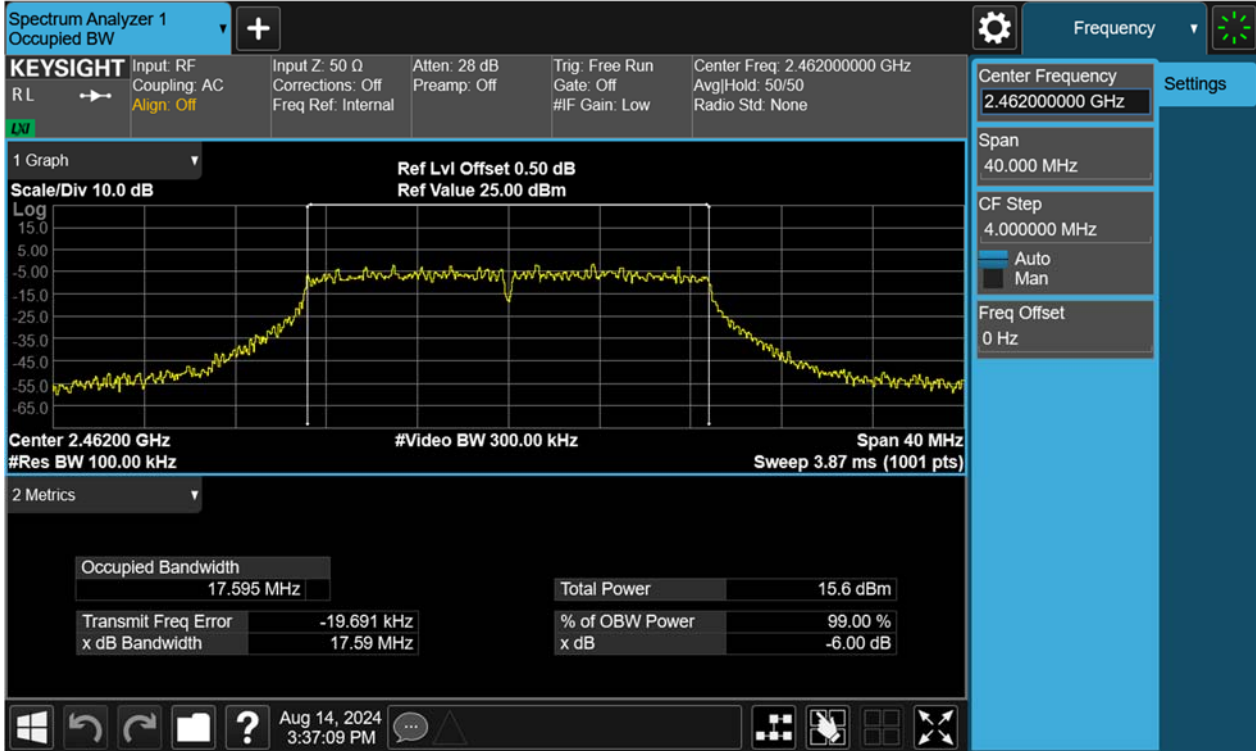 Spectrum Analyzer 1
Occupied BW
Frequency
KEYSIGHT
R L
LXI
Input: RF
Coupling: AC
Align: Off
Input Z: 50 Ω
Corrections: Off
Freq Ref: Internal
Atten: 28 dB
Preamp: Off
Trig: Free Run
Gate: Off
#IF Gain: Low
Center Freq: 2.462000000 GHz
Avg|Hold: 50/50
Radio Std: None
Center Frequency
2.462000000 GHz
Settings
Span
40.000 MHz
CF Step
4.000000 MHz
Auto
Man
Freq Offset
0 Hz
1 Graph
Scale/Div 10.0 dB
Ref Lvl Offset 0.50 dB
Ref Value 25.00 dBm
Log
15.0
5.00
-5.00
-15.0
-25.0
-35.0
-45.0
-55.0
-65.0
Center 2.46200 GHz
#Video BW 300.00 kHz
Span 40 MHz
#Res BW 100.00 kHz
Sweep 3.87 ms (1001 pts)
2 Metrics
Occupied Bandwidth
17.595 MHz
Total Power 15.6 dBm
Transmit Freq Error -19.691 kHz
% of OBW Power 99.00 %
x dB Bandwidth 17.59 MHz
x dB -6.00 dB
?
Aug 14, 2024
3:37:09 PM